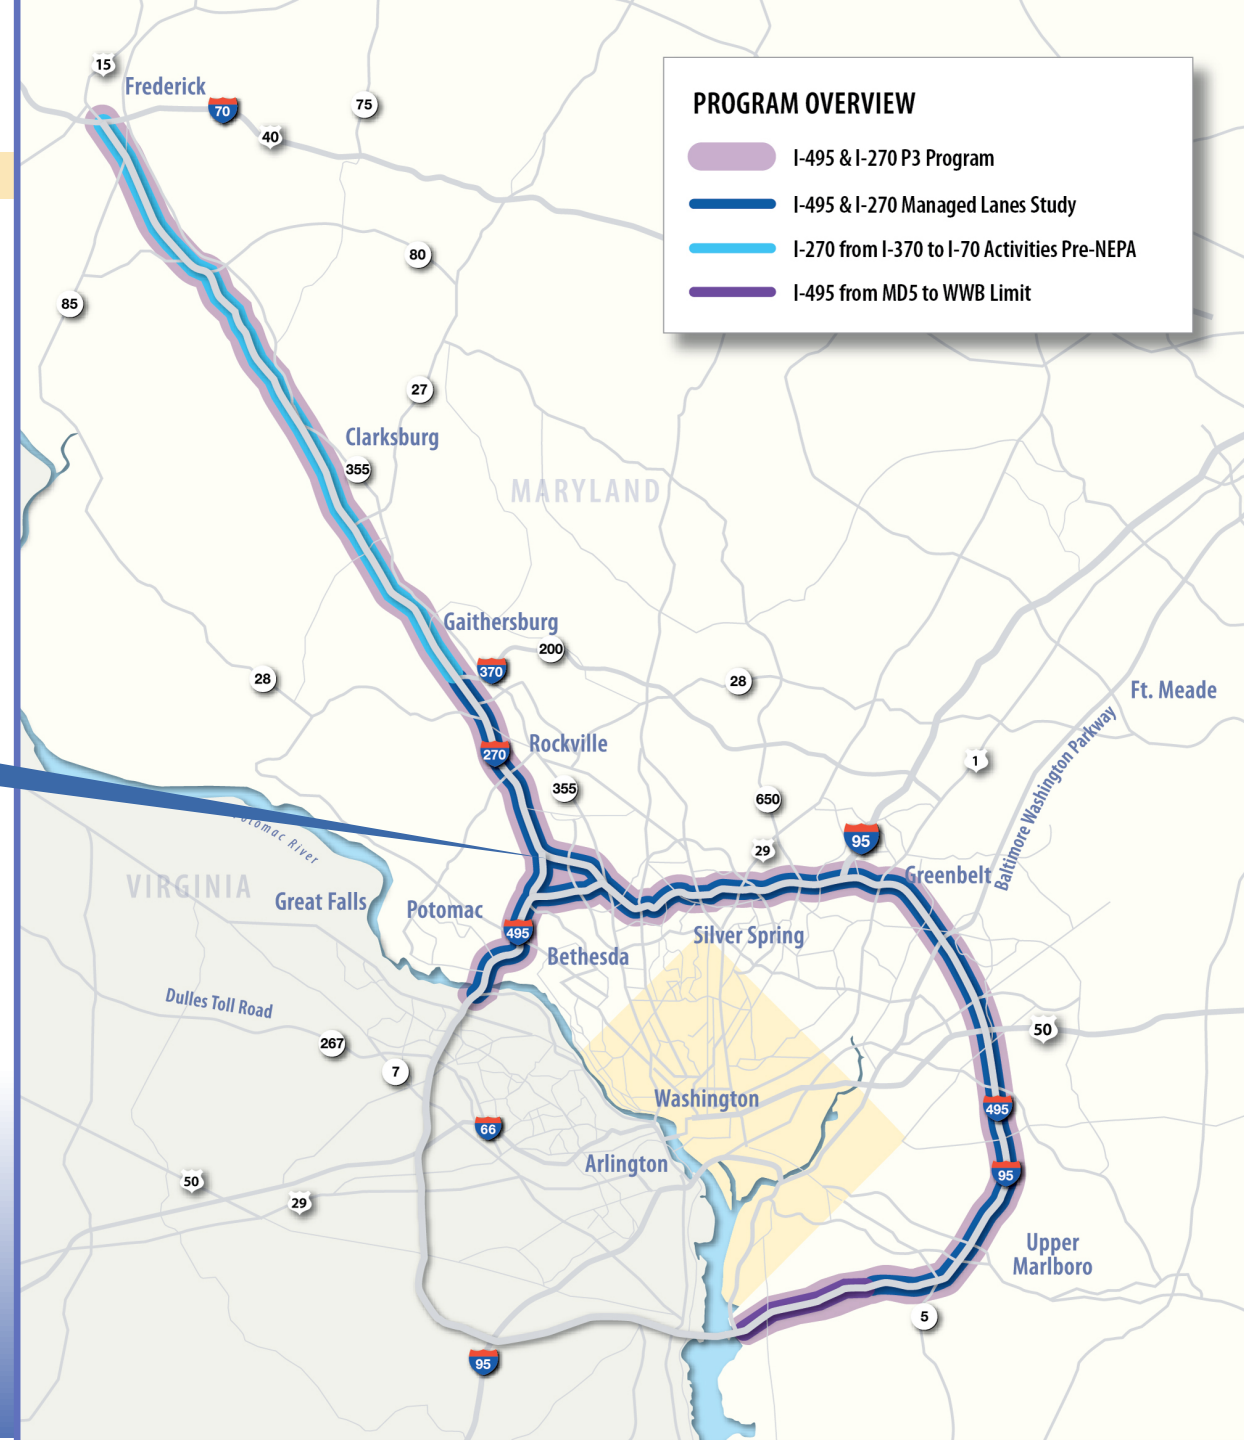 15
Frederick
70
75
40
PROGRAM OVERVIEW
I-495 & I-270 P3 Program
I-495 & I-270 Managed Lanes Study
I-270 from I-370 to I-70 Activities Pre-NEPA
I-495 from MD5 to WWB Limit
80
85
27
Clarksburg
355
MARYLAND
Gaithersburg
200
370
28
28
Ft. Meade
Rockville
270
Baltimore Washington Parkway
1
355
650
95
29
Potomac River
VIRGINIA
Great Falls
Potomac
Greenbelt
495
Silver Spring
Bethesda
Dulles Toll Road
267
50
7
Washington
495
66
Arlington
95
50
29
Upper
Marlboro
5
95